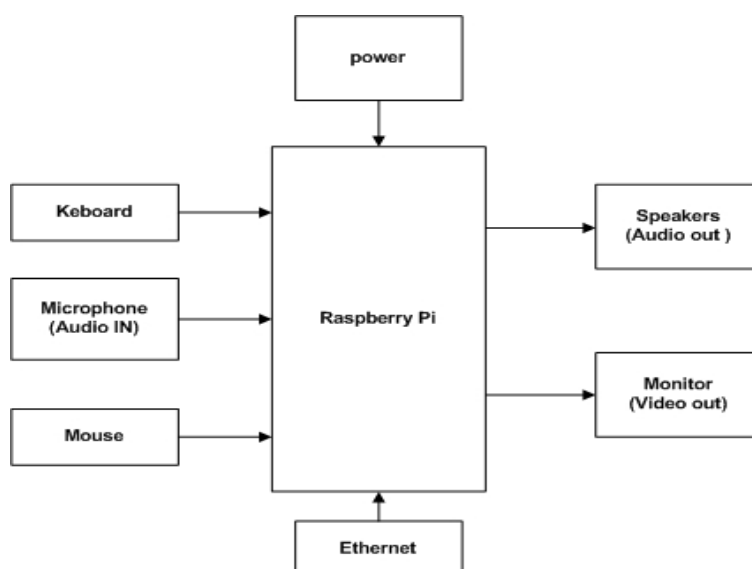 power
Keboard
Microphone
(Audio IN)
Mouse
Raspberry Pi
Speakers
(Audio out )
Monitor
(Video out)
Ethernet